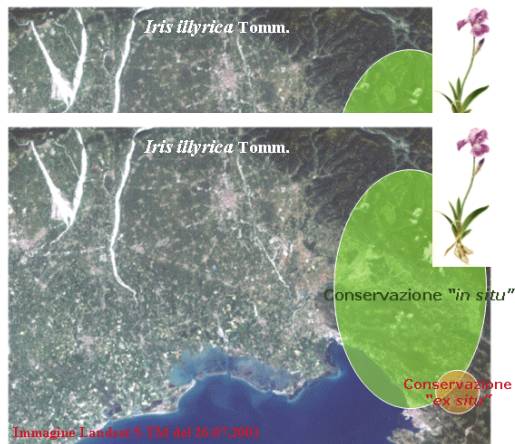 Iris illyrica Tomm.
Iris illyrica Tomm.
Conservazione "in situ"
Conservazione
"ex situ"
Immagine Landsat 5 TM del 26.07.2001